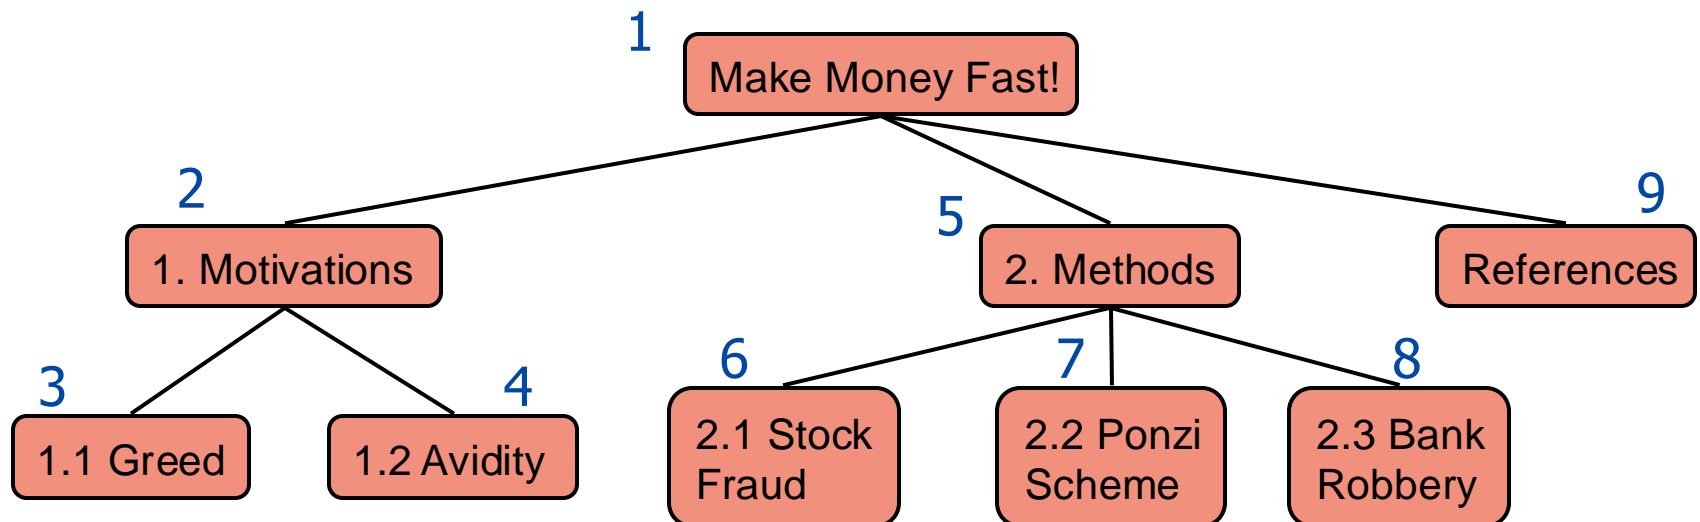 1
Make Money Fast!
2
5
9
1. Motivations
2. Methods
References
3
4
6
7
8
1.1 Greed
1.2 Avidity
2.1 Stock
Fraud
2.2 Ponzi
Scheme
2.3 Bank
Robbery